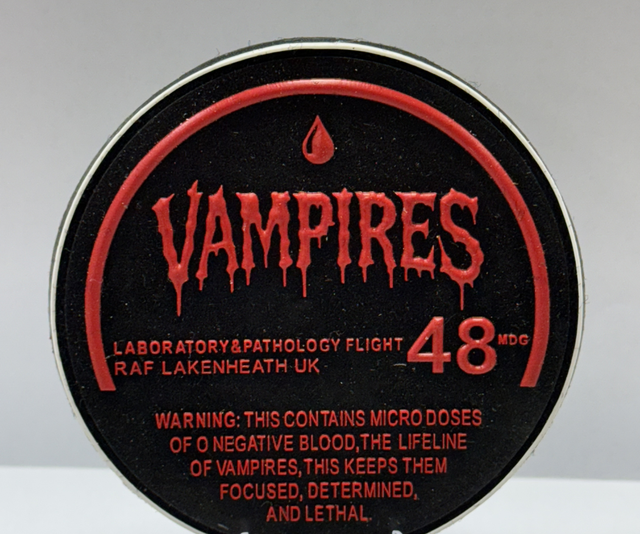 VAMPIRES
LABORATORY&PATHOLOGY FLIGHT 48 MDG
RAF LAKENHEATH UK
WARNING: THIS CONTAINS MICRO DOSES
OF O NEGATIVE BLOOD,THE LIFELINE
OF VAMPIRES,THIS KEEPS THEM
FOCUSED, DETERMINED,
AND LETHAL.